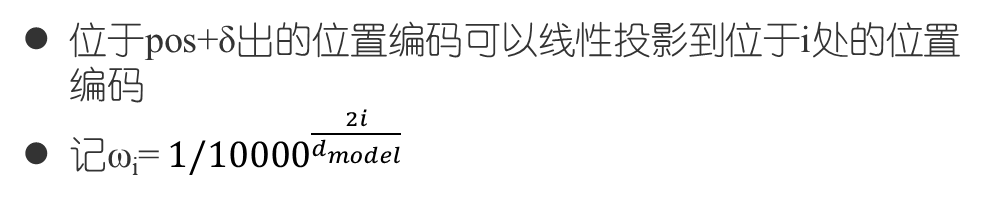 ● 位于pos+δ出的位置编码可以线性投影到位于i处的位置
编码
● 记ωᵢ= 1/10000^(2i/d_model)